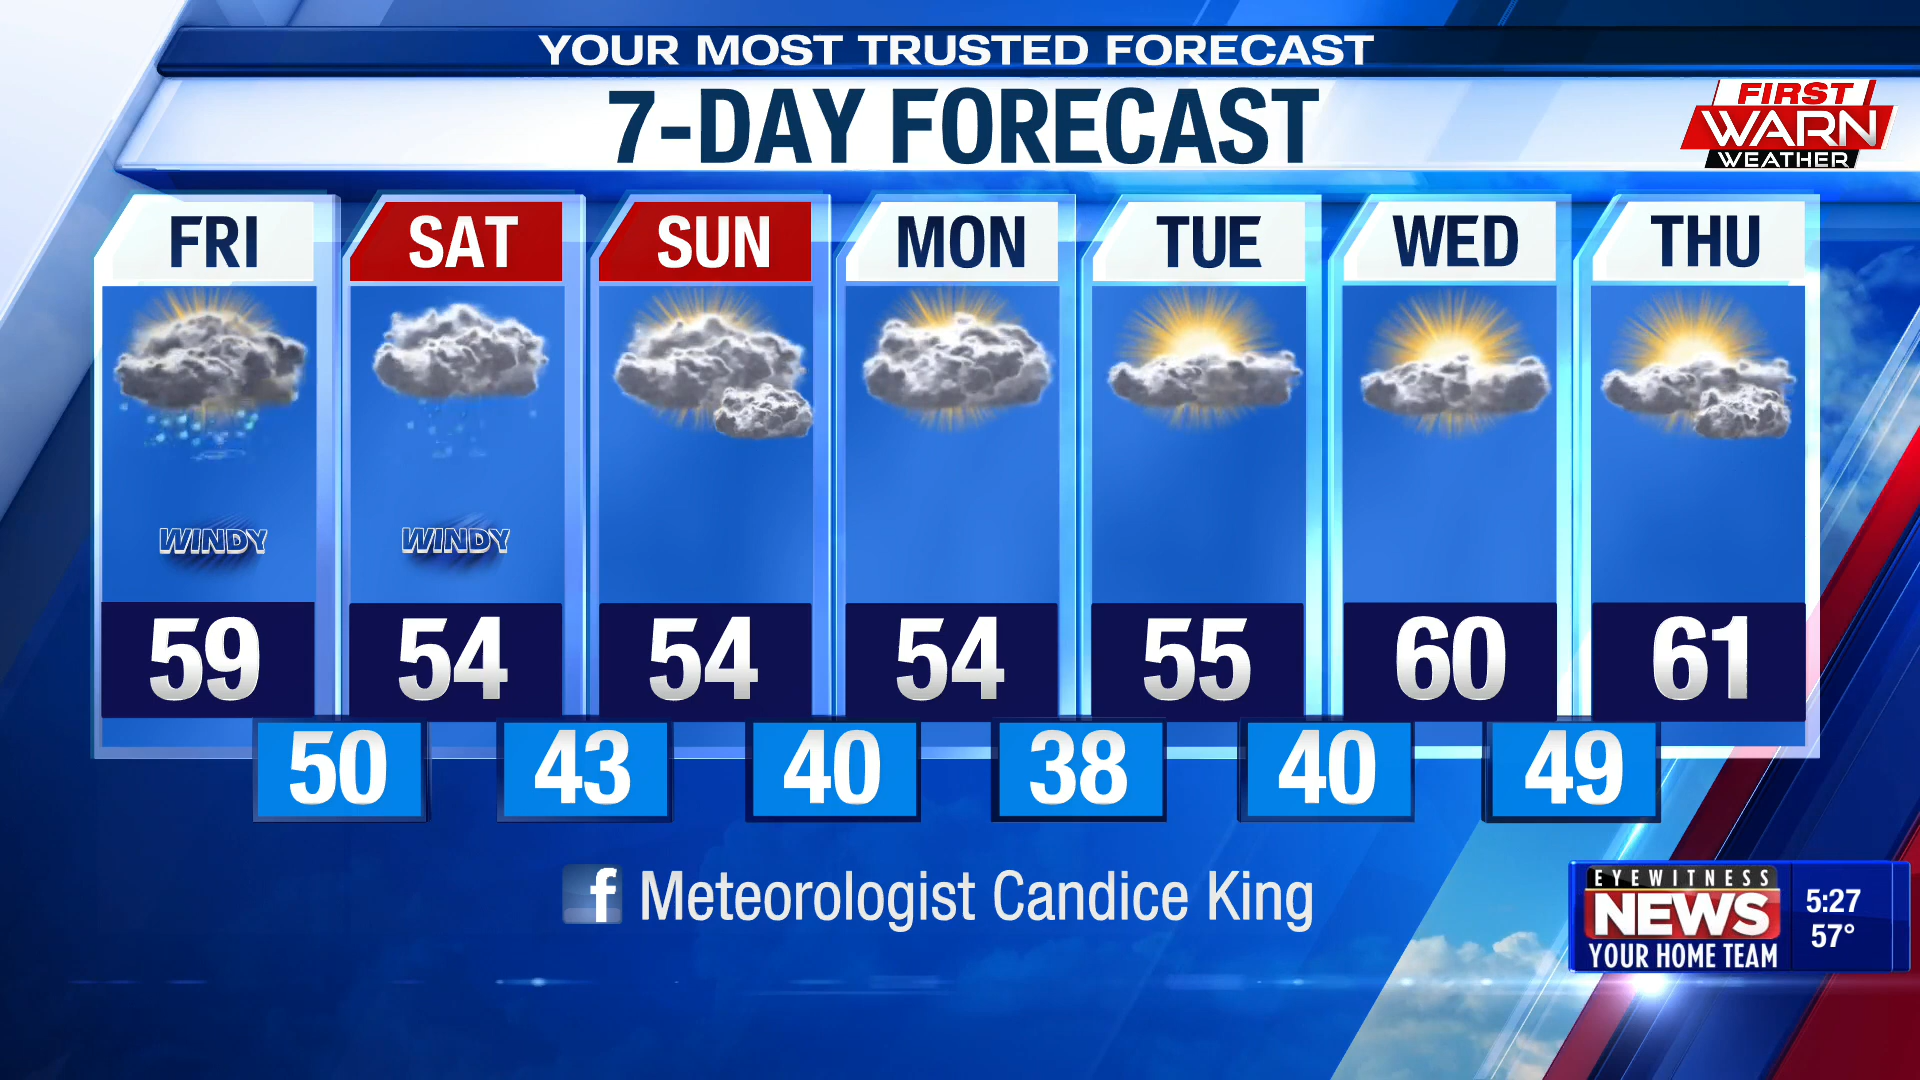 YOUR MOST TRUSTED FORECAST
7-DAY FORECAST
FIRST
WARN
WEATHER
FRI SAT SUN MON TUE WED THU
WINDY WINDY
59 54 54 54 55 60 61
50 43 40 38 40 49
f Meteorologist Candice King
EYEWITNESS
NEWS
YOUR HOME TEAM
5:27
57°